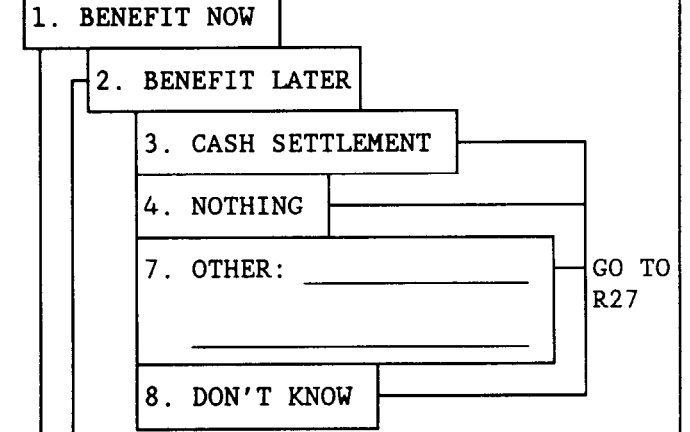 1. BENEFIT NOW
2. BENEFIT LATER
3. CASH SETTLEMENT
4. NOTHING
7. OTHER:
GO TO
R27
8. DON'T KNOW